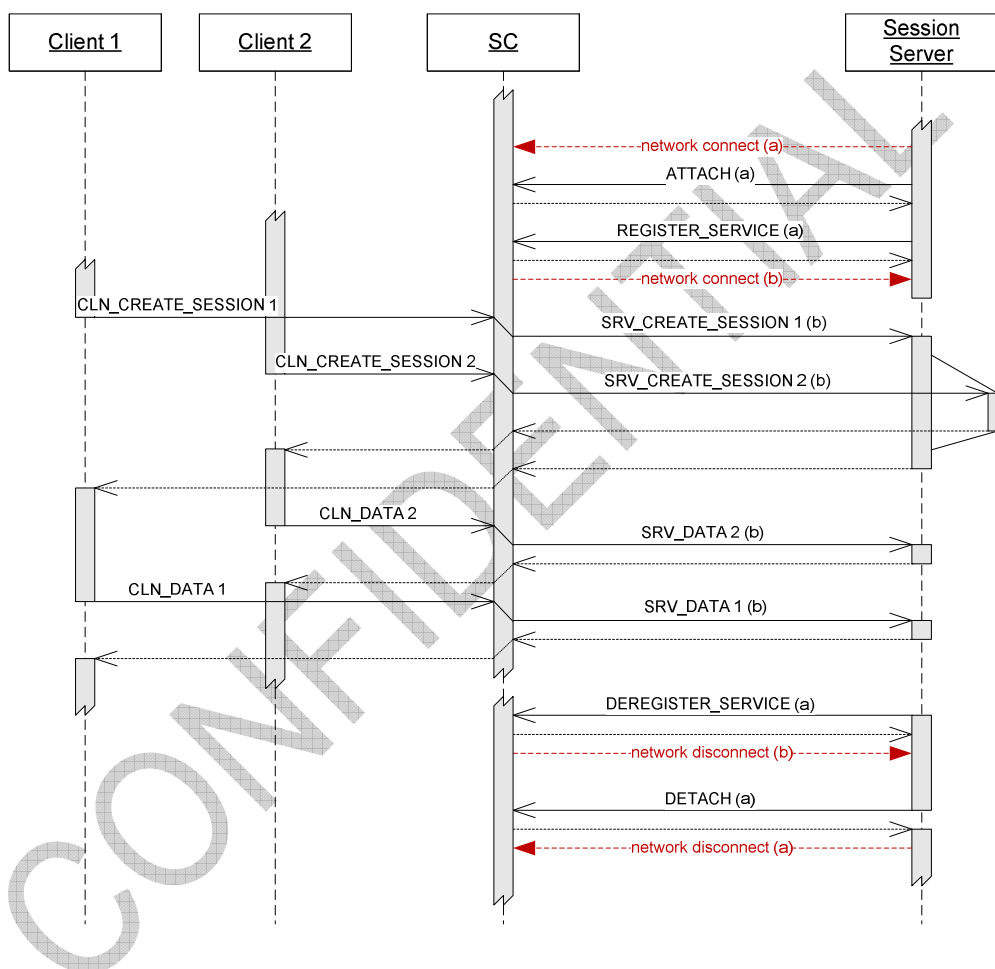 Client 1
Client 2
SC
Session
Server
network connect (a)
ATTACH (a)
REGISTER_SERVICE (a)
network connect (b)
CLN_CREATE_SESSION 1
SRV_CREATE_SESSION 1 (b)
CLN_CREATE_SESSION 2
SRV_CREATE_SESSION 2 (b)
CLN_DATA 2
SRV_DATA 2 (b)
CLN_DATA 1
SRV_DATA 1 (b)
DEREGISTER_SERVICE (a)
network disconnect (b)
DETACH (a)
network disconnect (a)
CONFIDENTIAL